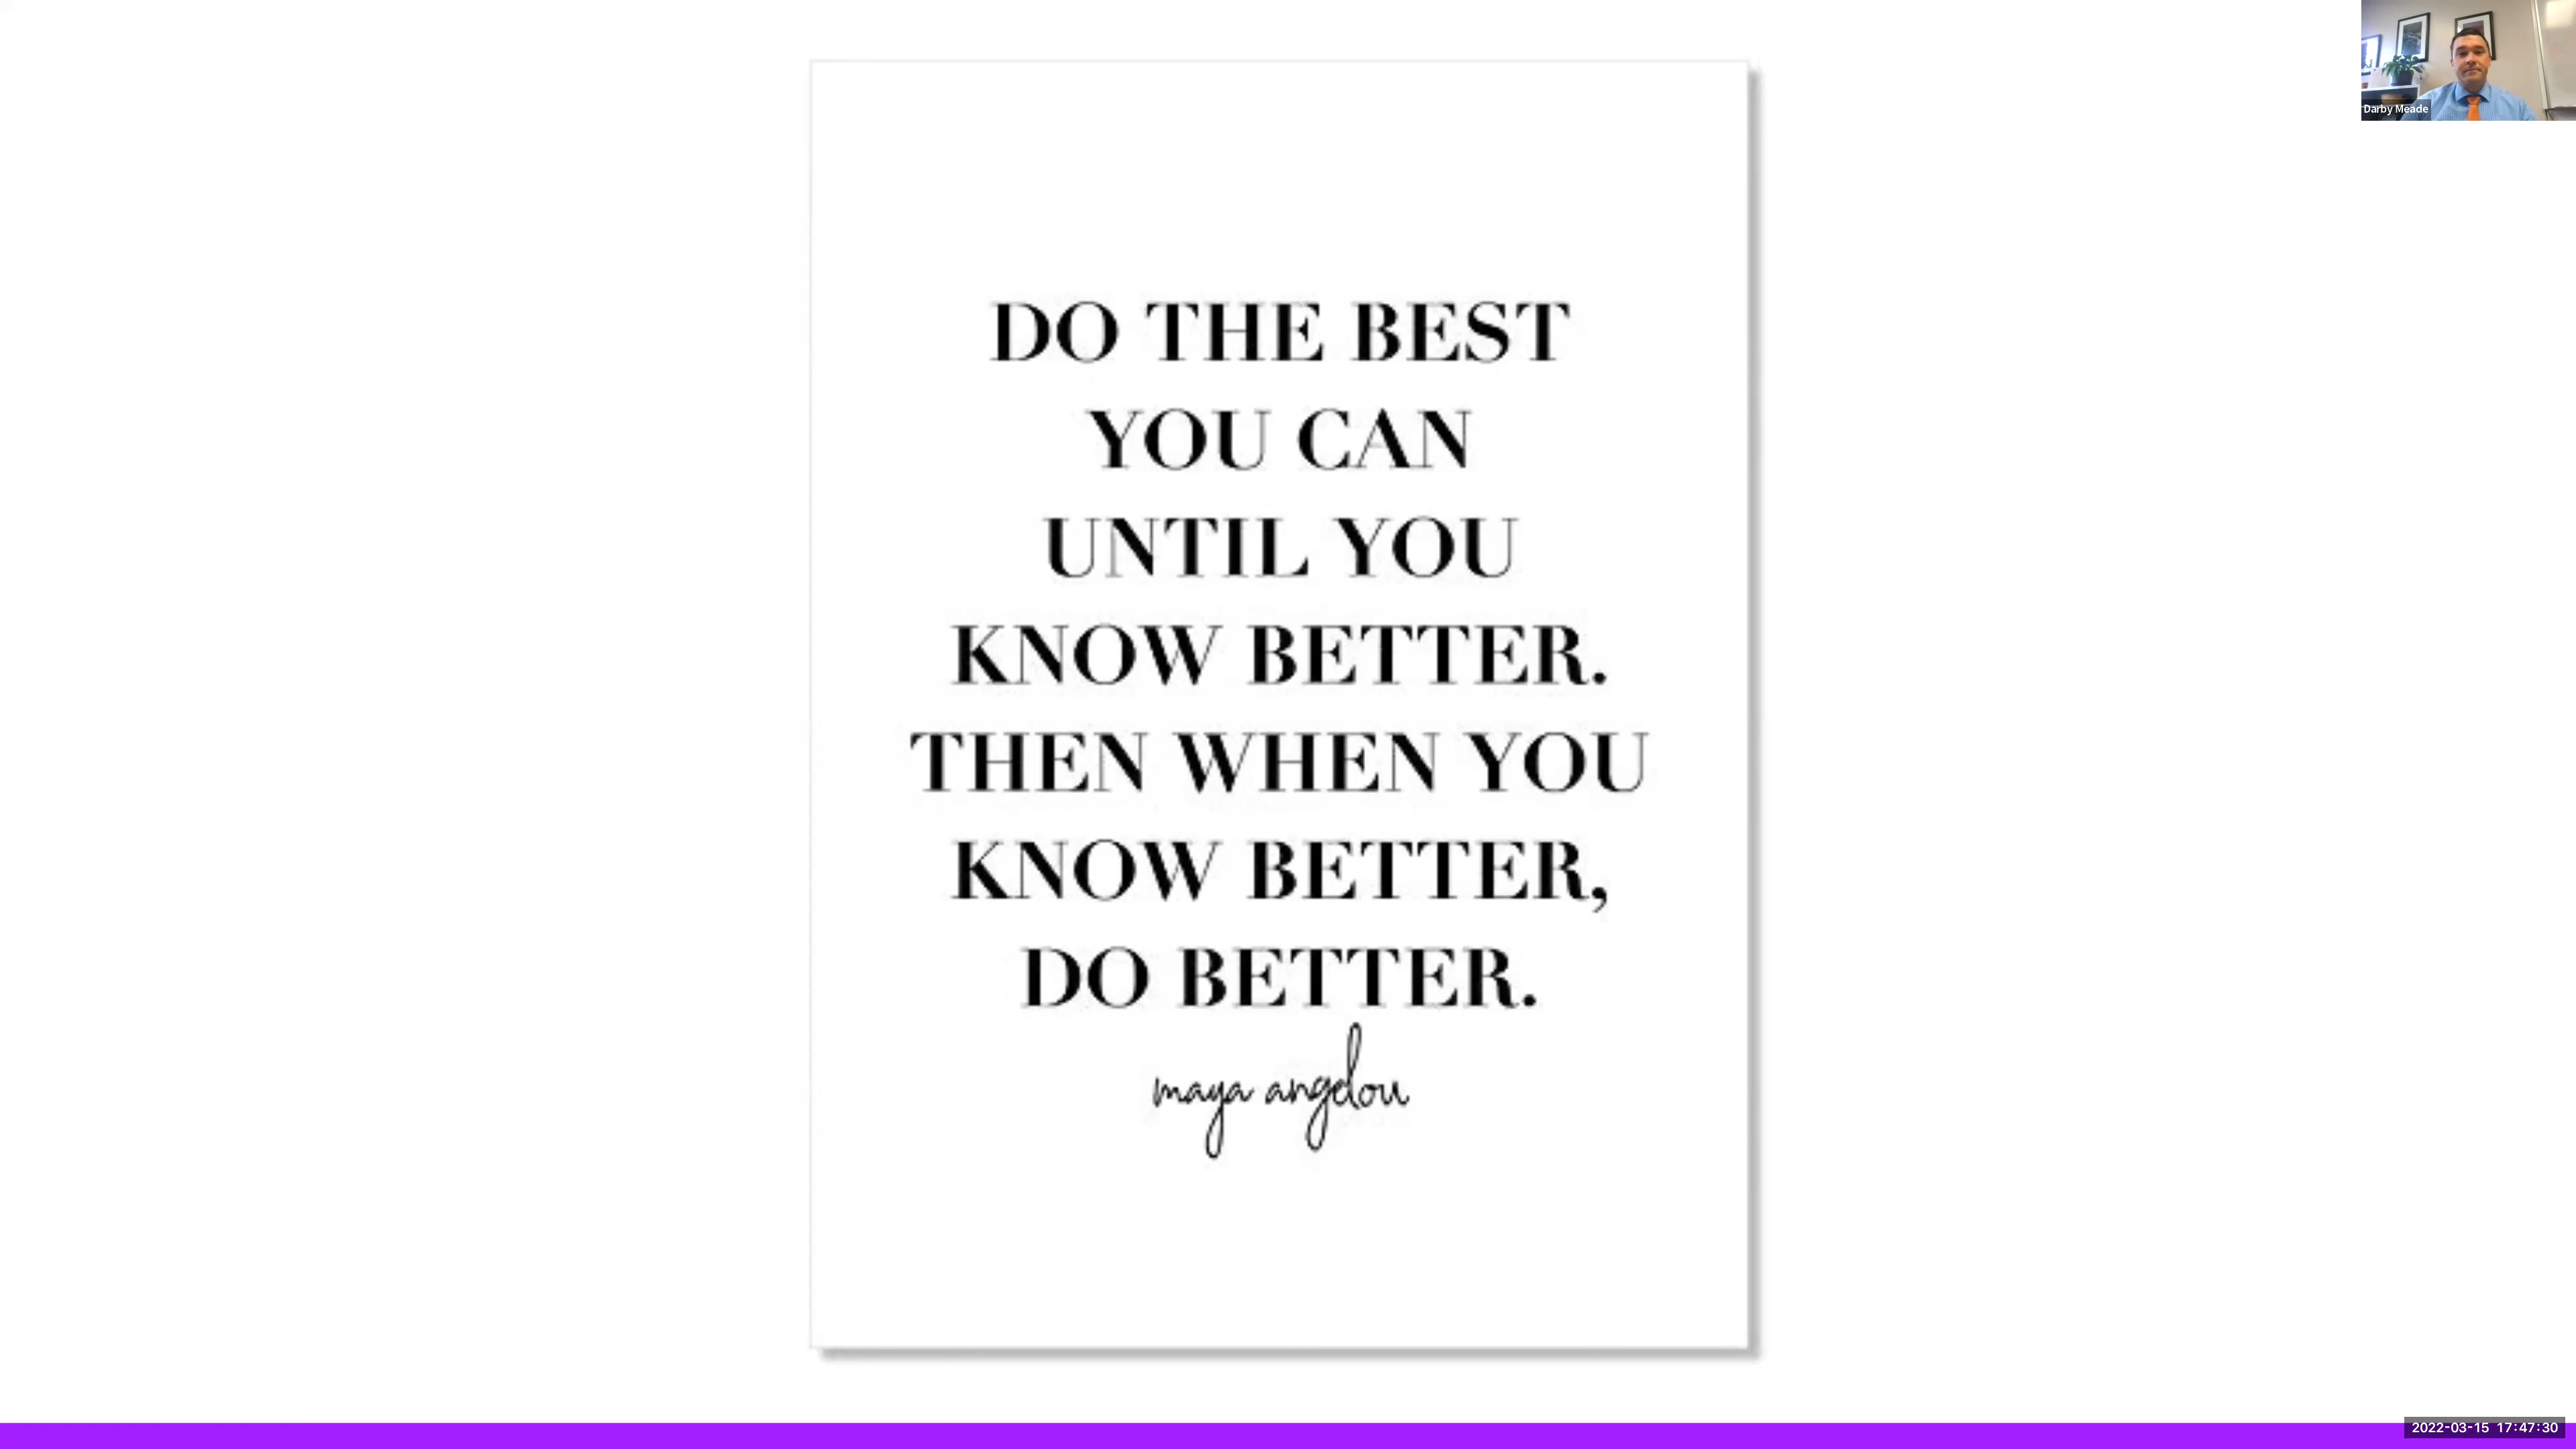 Darby Meade
DO THE BEST
YOU CAN
UNTIL YOU
KNOW BETTER.
THEN WHEN YOU
KNOW BETTER,
DO BETTER.
maya angelou
2022-03-15 17:47:30